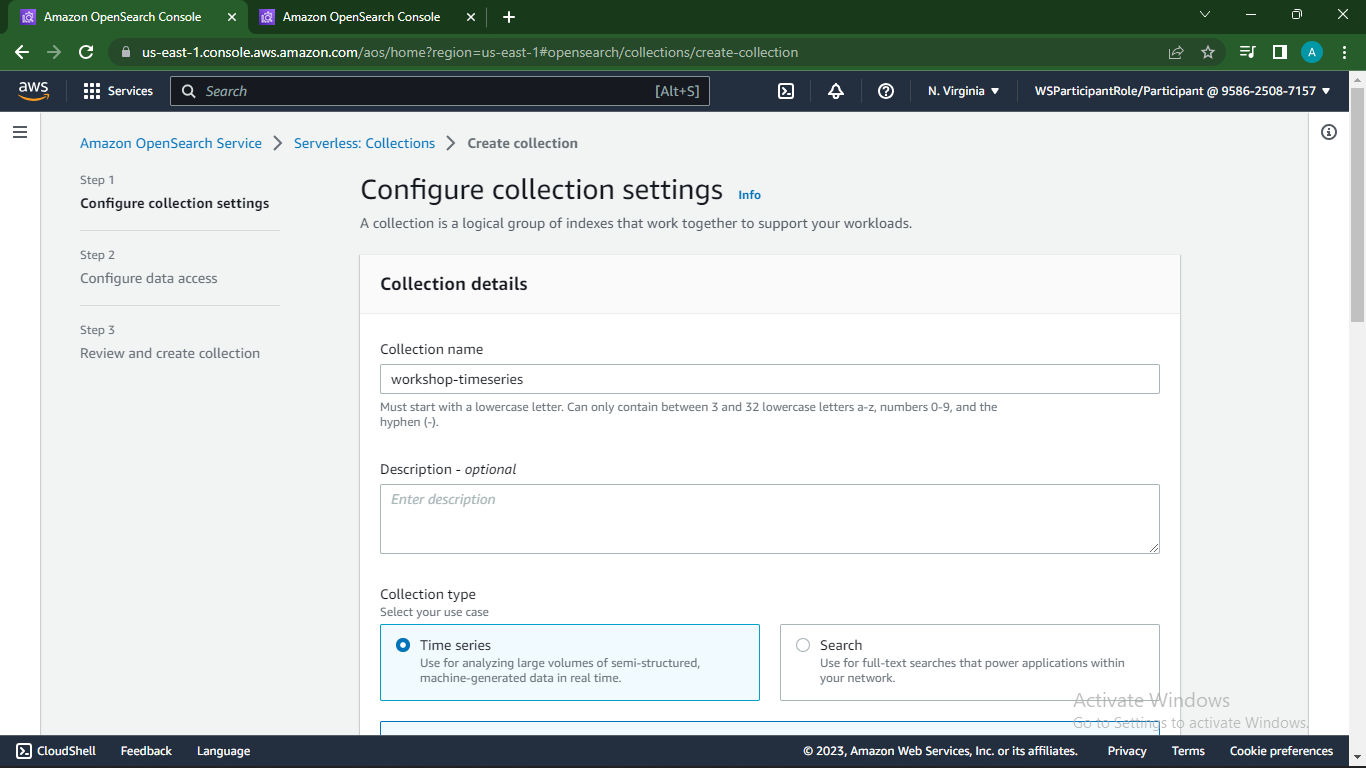 Amazon OpenSearch Console
Amazon OpenSearch Console
us-east-1.console.aws.amazon.com/aos/home?region=us-east-1#opensearch/collections/create-collection
A
aws
Services
Search
[Alt+S]
N. Virginia
WSParticipantRole/Participant @ 9586-2508-7157
Amazon OpenSearch Service
Serverless: Collections
Create collection
Step 1
Configure collection settings
Step 2
Configure data access
Step 3
Review and create collection
Configure collection settings Info
A collection is a logical group of indexes that work together to support your workloads.
Collection details
Collection name
workshop-timeseries
Must start with a lowercase letter. Can only contain between 3 and 32 lowercase letters a-z, numbers 0-9, and the
hyphen (-).
Description - optional
Enter description
Collection type
Select your use case
Time series
Use for analyzing large volumes of semi-structured,
machine-generated data in real time.
Search
Use for full-text searches that power applications within
your network.
Activate Windows
Go to Settings to activate Windows.
CloudShell
Feedback
Language
© 2023, Amazon Web Services, Inc. or its affiliates.
Privacy
Terms
Cookie preferences